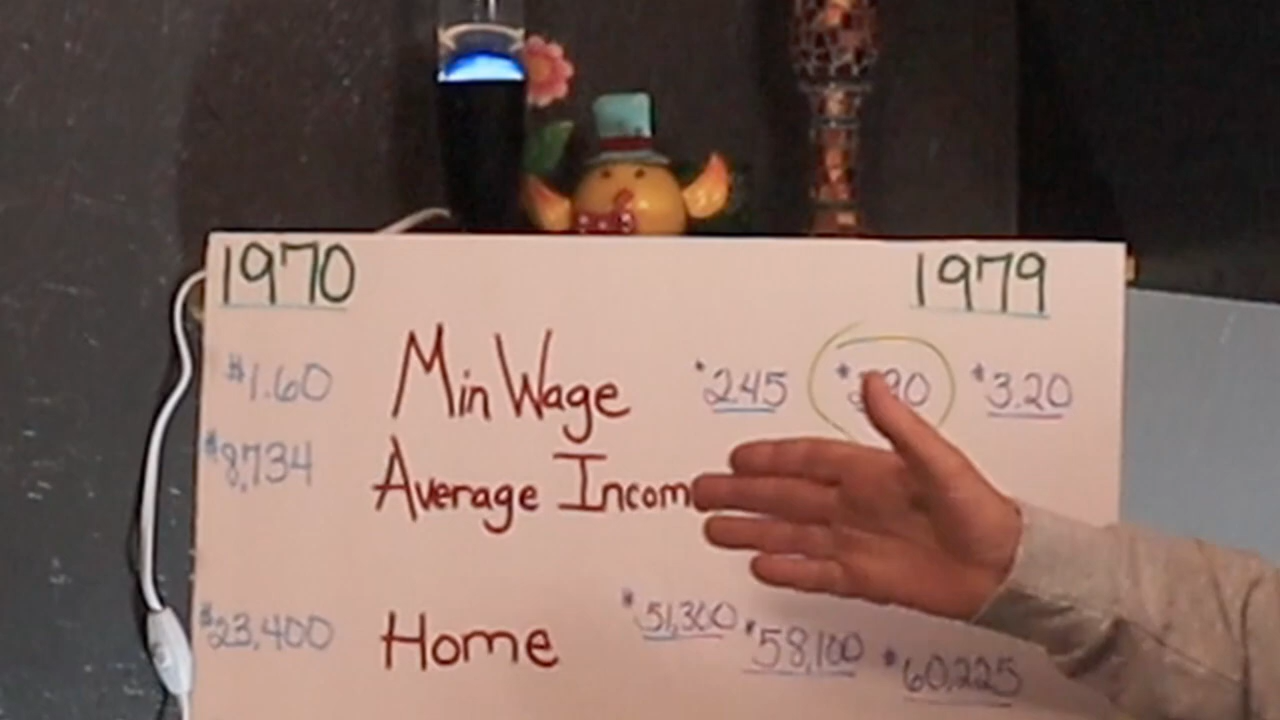 1970 1979
$1.60 Min Wage $2.45 $3.20
$8,734 Average Incom
$23,400 Home $51,300 $58,100 $60,225